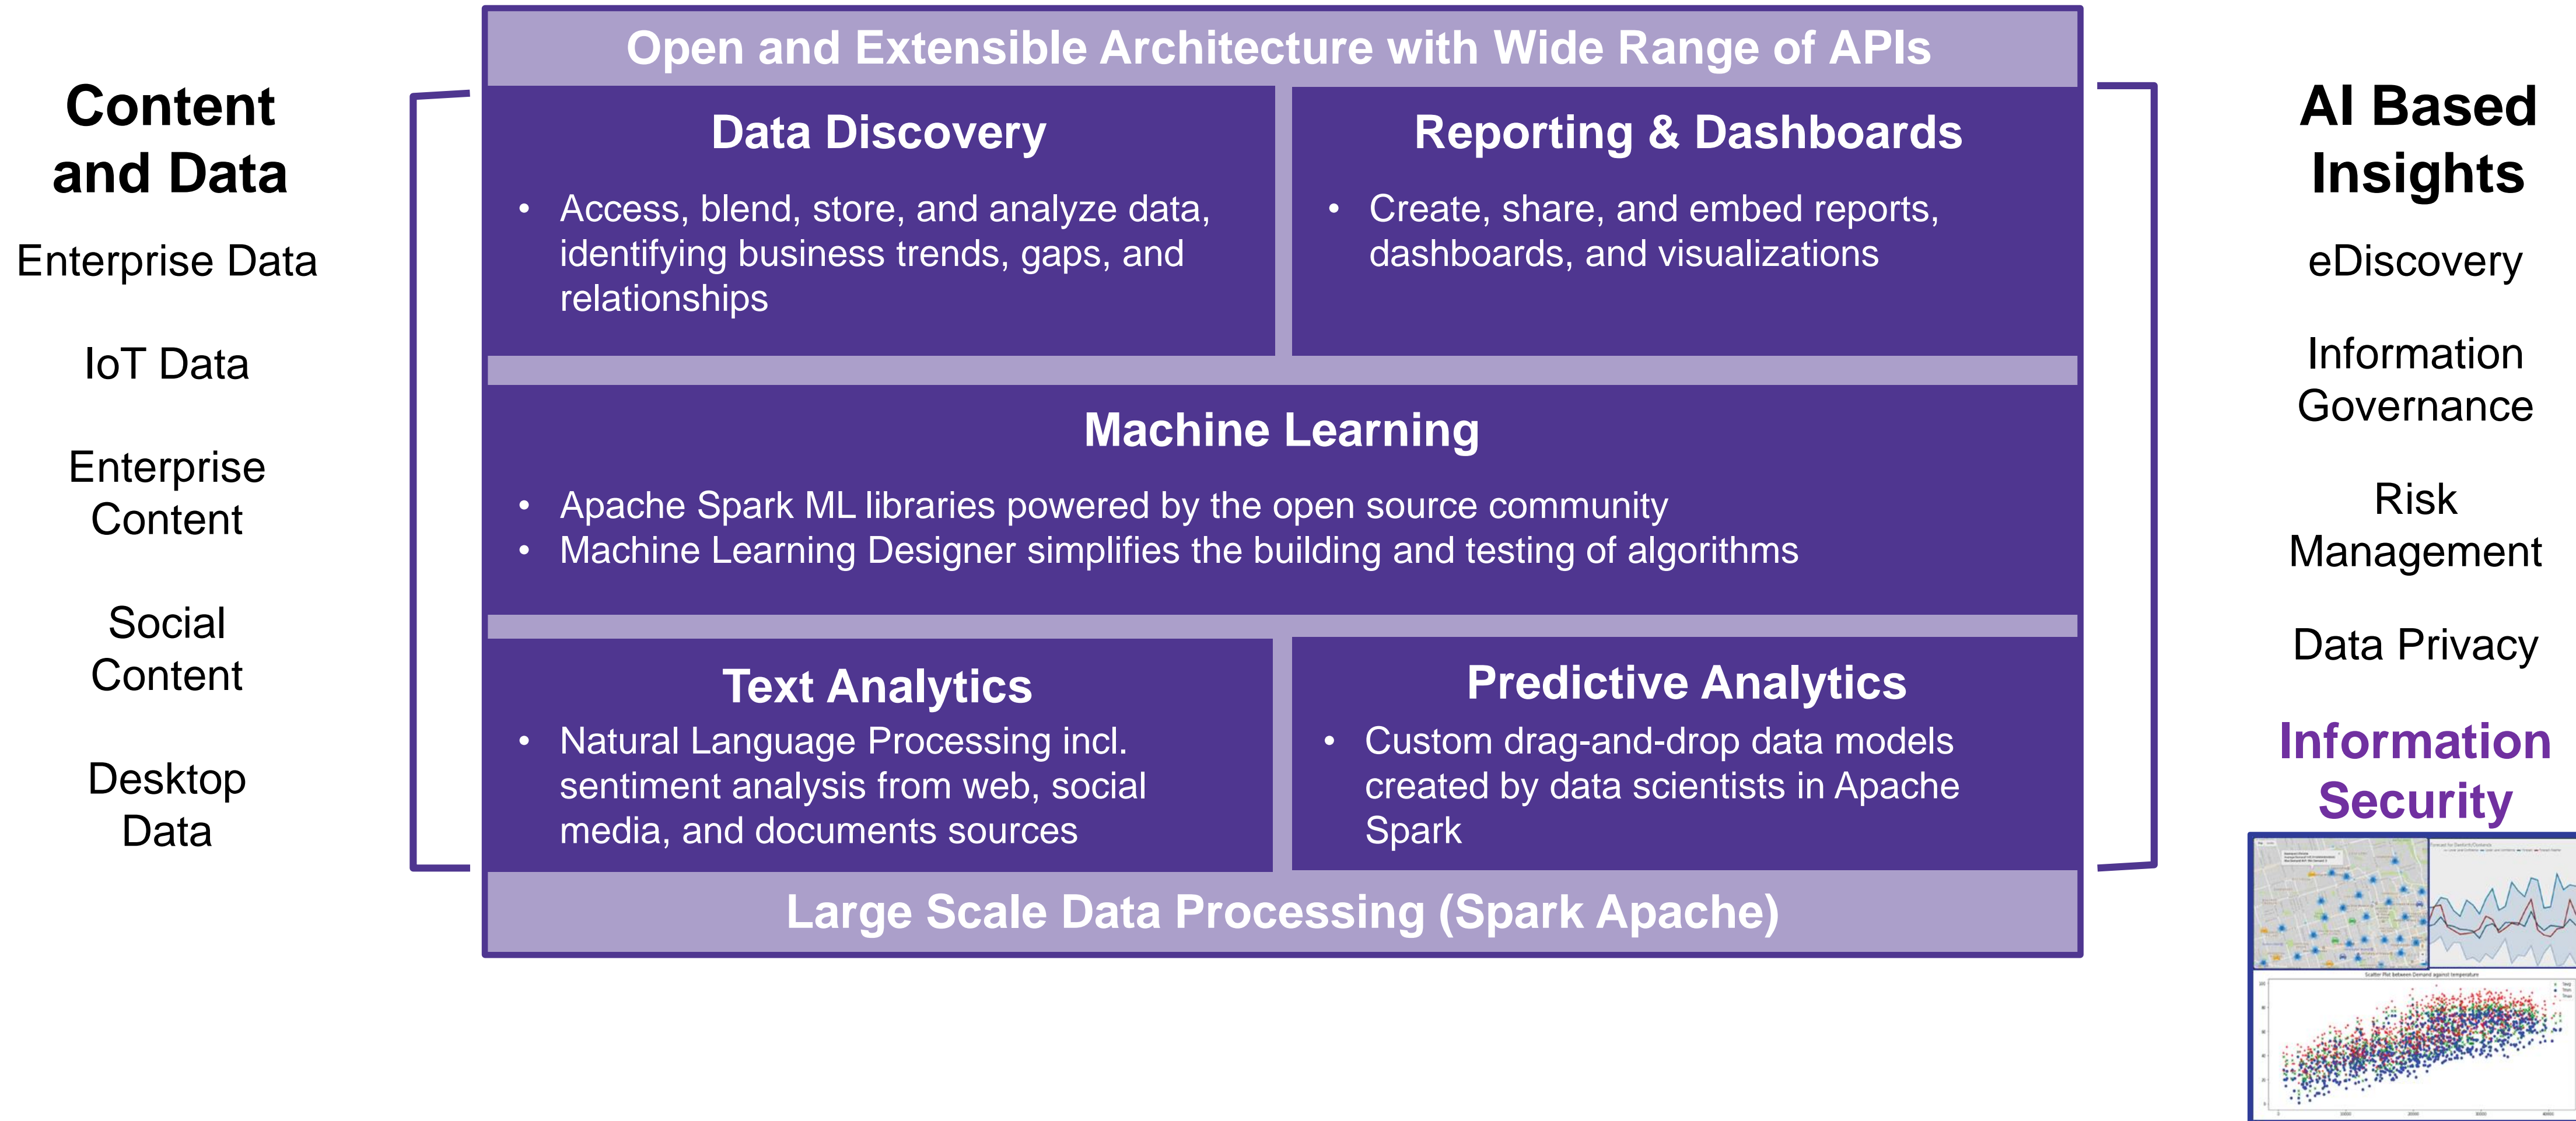 Open and Extensible Architecture with Wide Range of APIs
Content
and Data
Enterprise Data
IoT Data
Enterprise
Content
Social
Content
Desktop
Data
Data Discovery
• Access, blend, store, and analyze data,
identifying business trends, gaps, and
relationships
Reporting & Dashboards
• Create, share, and embed reports,
dashboards, and visualizations
Machine Learning
• Apache Spark ML libraries powered by the open source community
• Machine Learning Designer simplifies the building and testing of algorithms
Text Analytics
• Natural Language Processing incl.
sentiment analysis from web, social
media, and documents sources
Predictive Analytics
• Custom drag-and-drop data models
created by data scientists in Apache
Spark
Large Scale Data Processing (Spark Apache)
AI Based
Insights
eDiscovery
Information
Governance
Risk
Management
Data Privacy
Information
Security
Scatter Plot between Demand against temperature